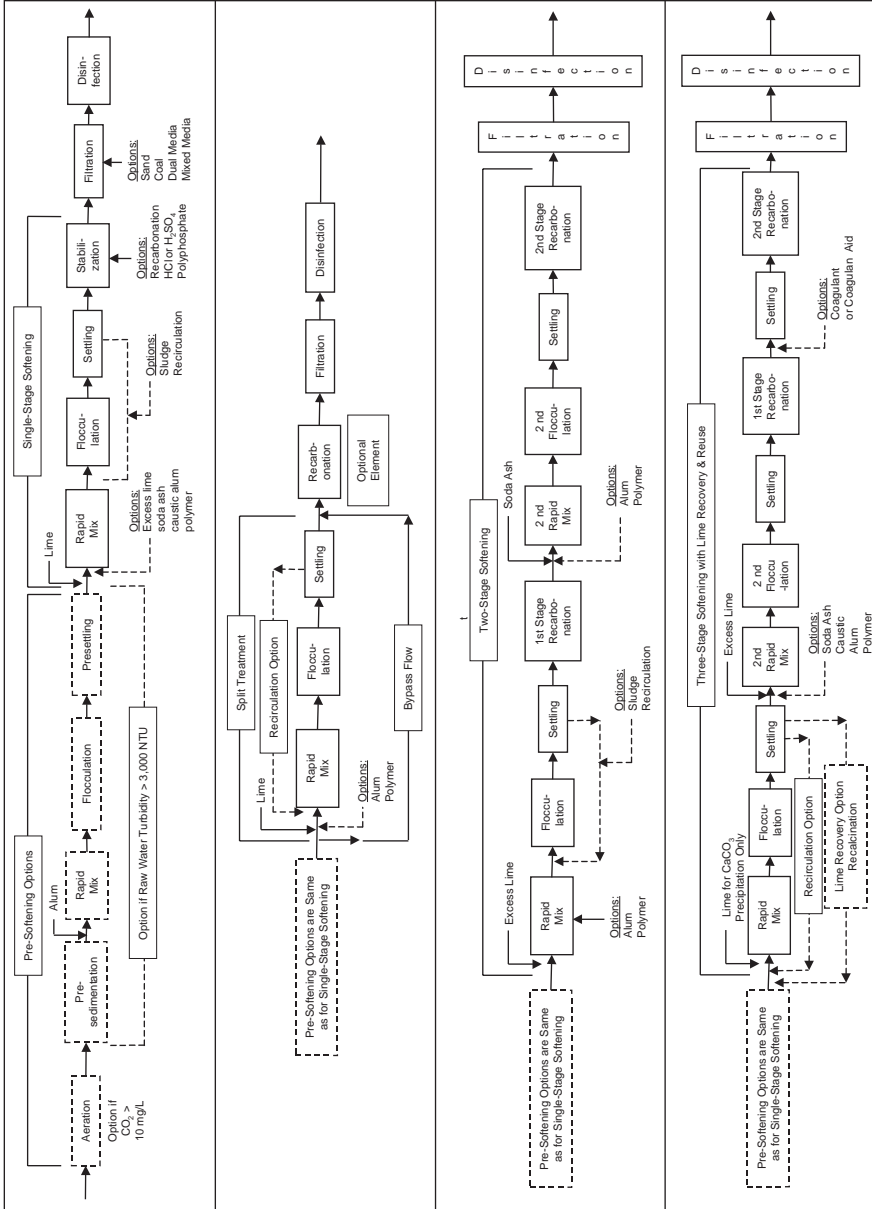 Pre-Softening Options
Alum
Aeration
Pre-
sedimentation
Rapid
Mix
Flocculation
Presettling
Option if
CO₂ >
10 mg/L
Option if Raw Water Turbidity > 3,000 NTU
Single-Stage Softening
Lime
Rapid
Mix
Floccu-
lation
Settling
Stabili-
zation
Filtration
Disin-
fection
Options:
Excess lime
soda ash
caustic alum
polymer
Options:
Sludge
Recirculation
Options:
Recarbonation
HCl or H₂SO₄
Polyphosphate
Options:
Sand
Coal
Dual Media
Mixed Media
Split Treatment
Recirculation Option
Lime
Pre-Softening Options are Same
as for Single-Stage Softening
Rapid
Mix
Floccu-
lation
Settling
Recarb-
onation
Filtration
Disinfection
Optional
Element
Options:
Alum
Polymer
Bypass Flow
t
Two-Stage Softening
Excess Lime
Soda Ash
Pre-Softening Options are Same
as for Single-Stage Softening
Rapid
Mix
Floccu-
lation
Settling
1st Stage
Recarbo-
nation
2 nd
Rapid
Mix
2 nd
Floccu-
lation
Settling
2nd Stage
Recarbo-
nation
Filtration
Disinfection
Options:
Alum
Polymer
Options:
Sludge
Recirculation
Options:
Alum
Polymer
Three-Stage Softening with Lime Recovery & Reuse
Lime for CaCO₃
Precipitation Only
Excess Lime
Pre-Softening Options are Same
as for Single-Stage Softening
Rapid
Mix
Floccu-
lation
Settling
2nd
Rapid
Mix
2 nd
Floccu
-lation
Settling
1st Stage
Recarbo-
nation
Settling
2nd Stage
Recarbo-
nation
Filtration
Disinfection
Recirculation Option
Lime Recovery Option
Recalcination
Options:
Soda Ash
Caustic
Alum
Polymer
Options:
Coagulant
or Coagulan Aid